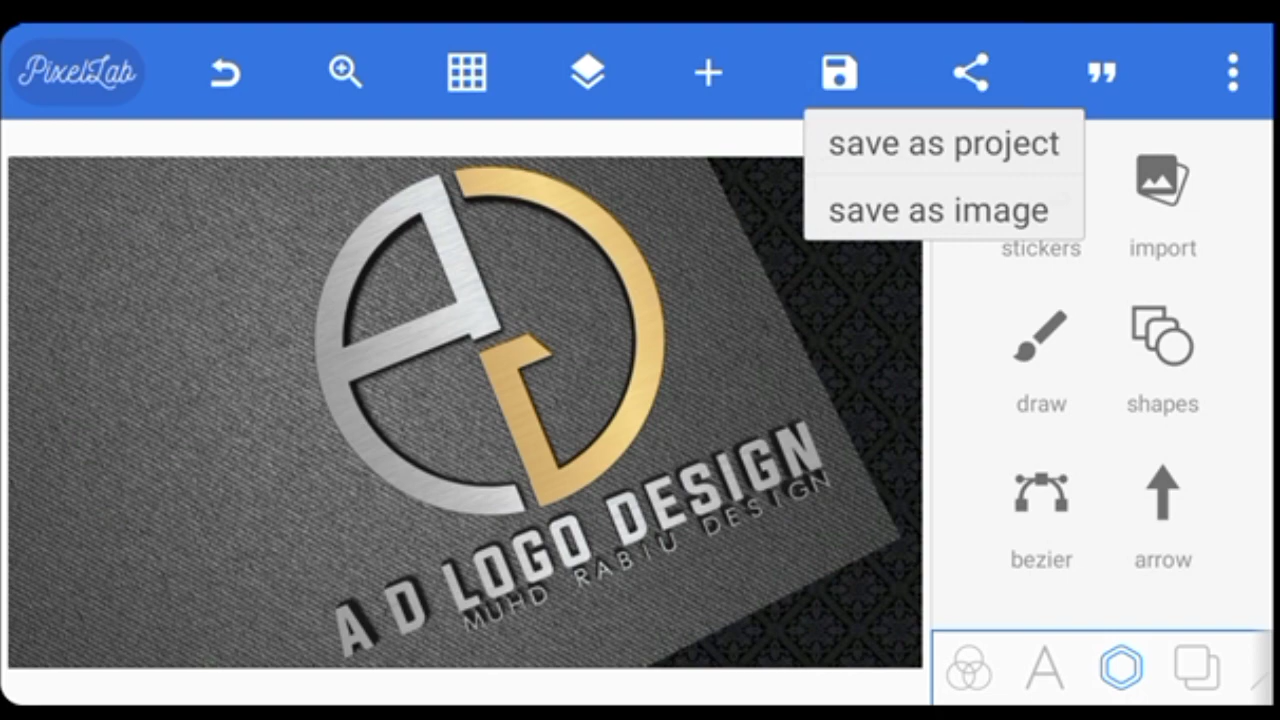 PixelLab
save as project
save as image
stickers
import
draw
shapes
bezier
arrow
A D LOGO DESIGN
MUHD RABIU DESIGN